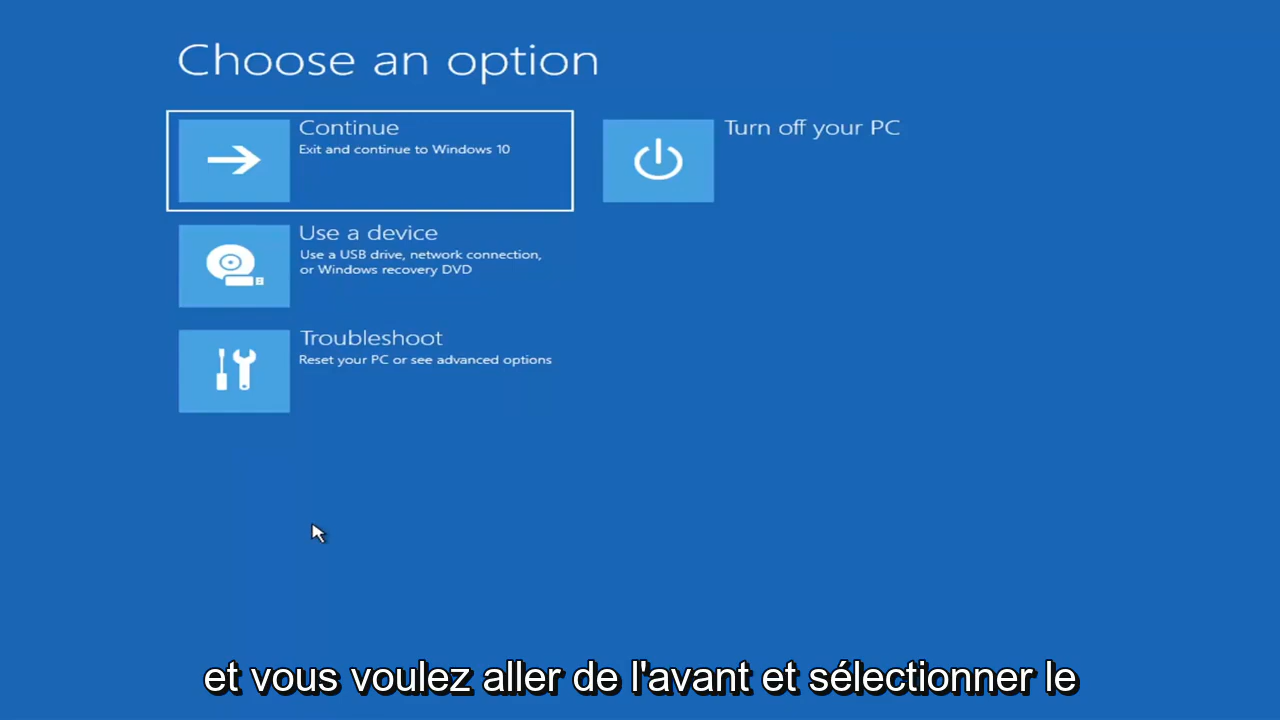 Choose an option
Continue
Exit and continue to Windows 10
Turn off your PC
Use a device
Use a USB drive, network connection,
or Windows recovery DVD
Troubleshoot
Reset your PC or see advanced options
et vous voulez aller de l'avant et sélectionner le